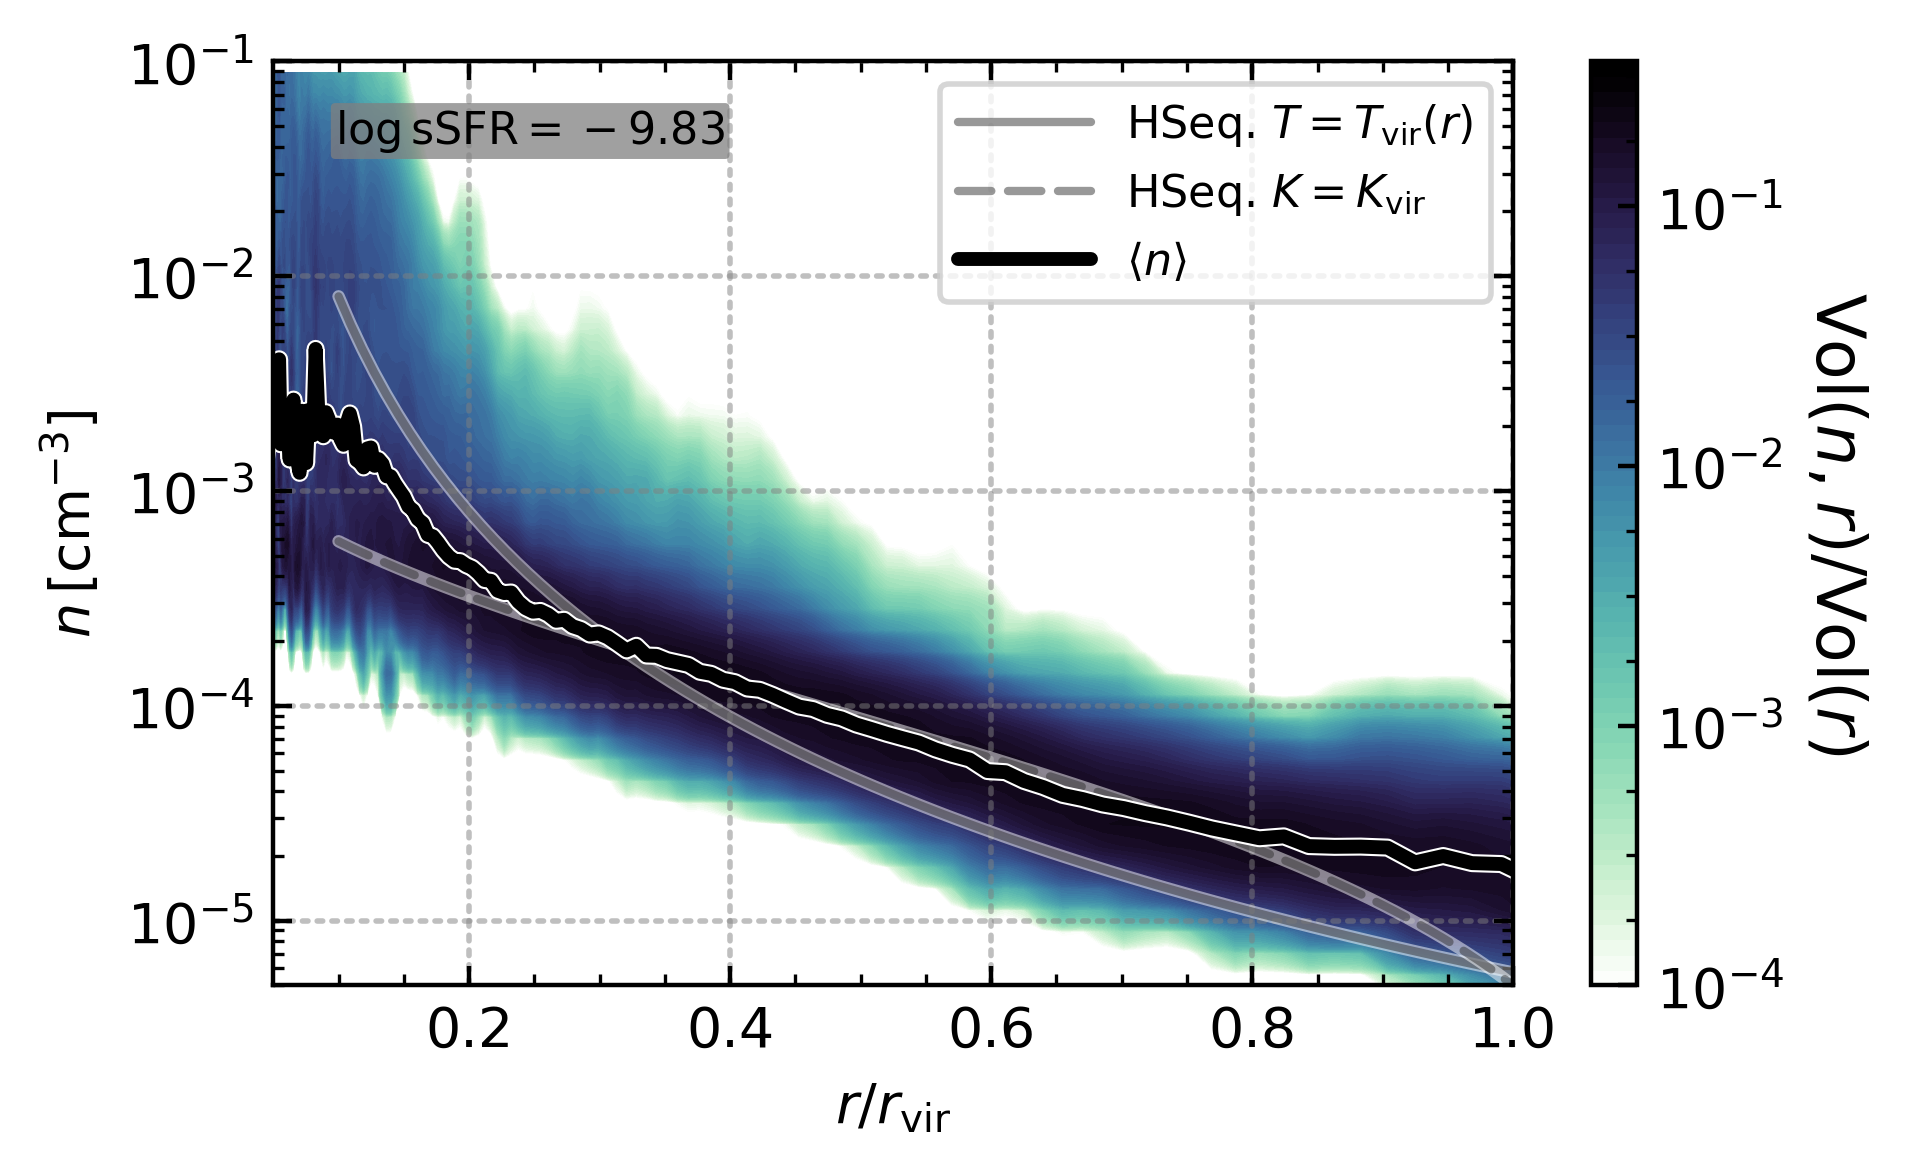 10⁻¹
10⁻²
10⁻³
10⁻⁴
10⁻⁵
n [cm⁻³]
log sSFR = −9.83
HSeq. T = T_vir(r)
HSeq. K = K_vir
⟨n⟩
0.2 0.4 0.6 0.8 1.0
r/r_vir
10⁻¹
10⁻²
10⁻³
10⁻⁴
Vol(n, r)/Vol(r)